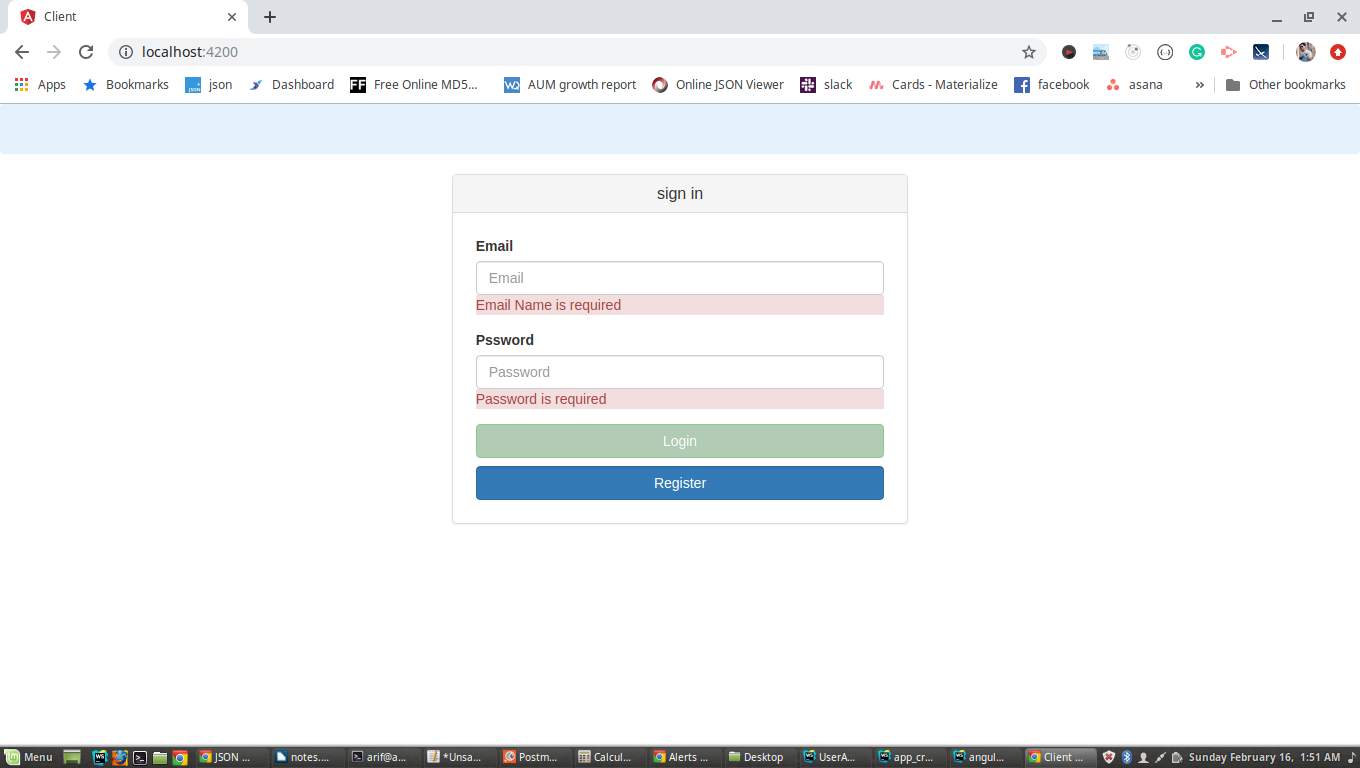 Client
localhost:4200
Apps Bookmarks json Dashboard Free Online MD5... AUM growth report Online JSON Viewer slack Cards - Materialize facebook asana » Other bookmarks
sign in
Email
Email
Email Name is required
Pssword
Password
Password is required
Login
Register
Menu JSON ... notes.... arif@a... *Unsa... Postm... Calcul... Alerts ... Desktop UserA... app_cr... angul... Client ... Sunday February 16, 1:51 AM